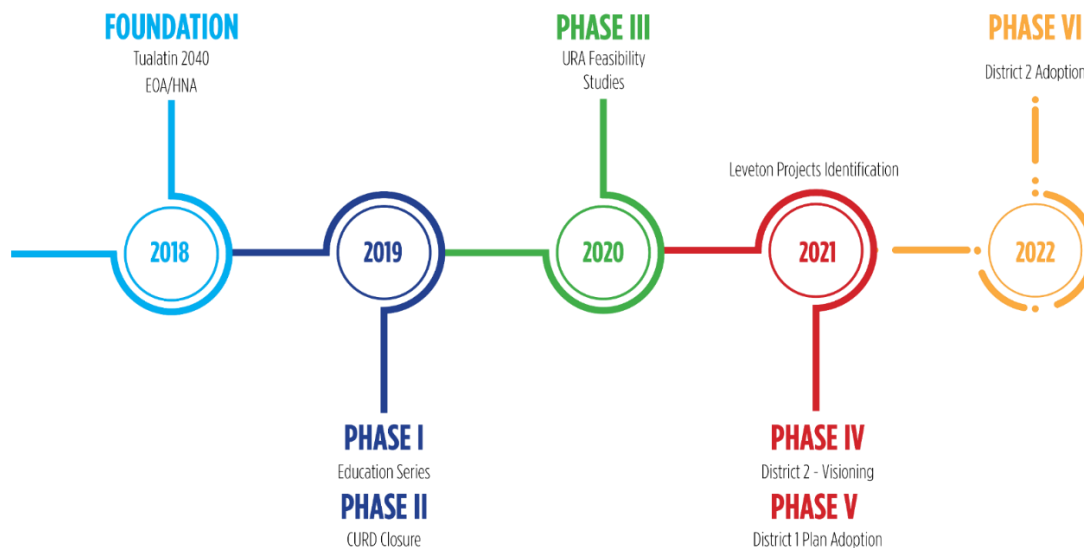 FOUNDATION
Tualatin 2040
EOA/HNA
2018
2019
PHASE I
Education Series
PHASE II
CURD Closure
PHASE III
URA Feasibility
Studies
2020
Leveton Projects Identification
2021
PHASE IV
District 2 - Visioning
PHASE V
District 1 Plan Adoption
PHASE VI
District 2 Adoption
2022